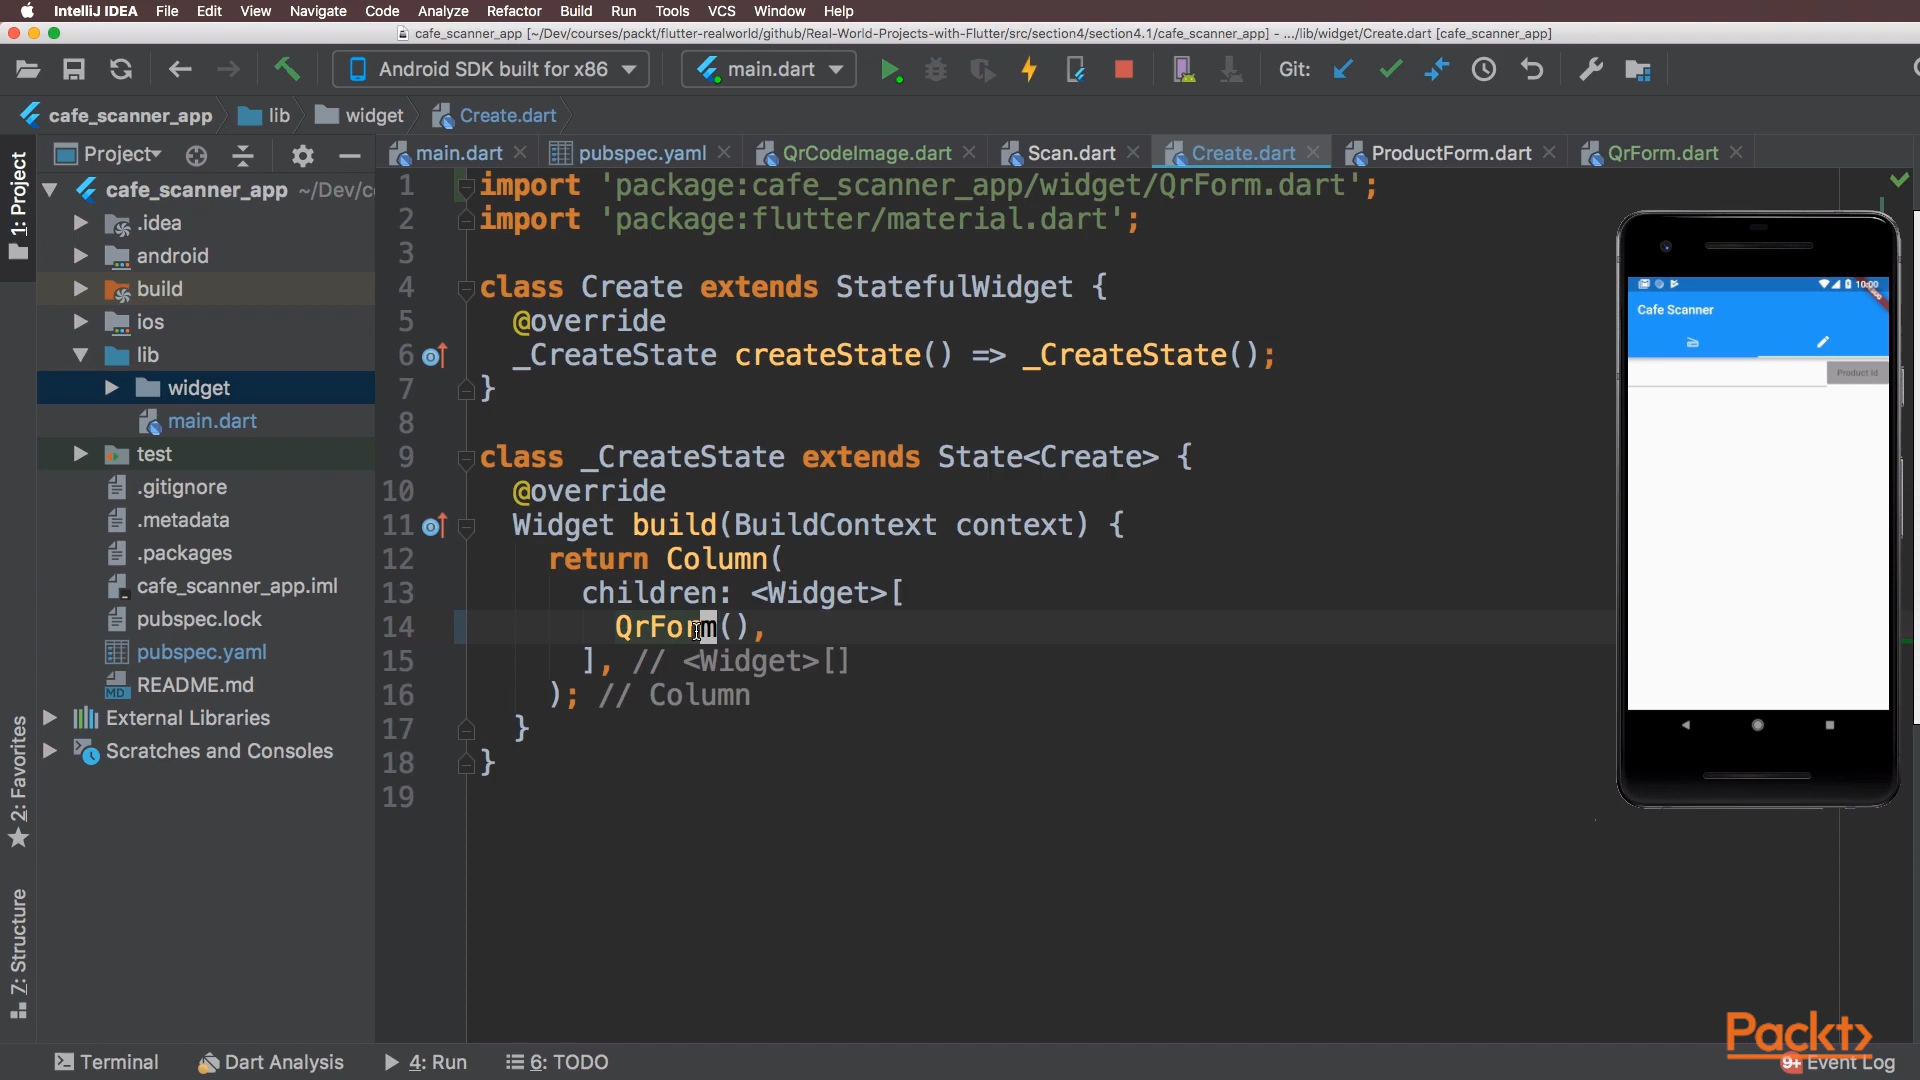 IntelliJ IDEA File Edit View Navigate Code Analyze Refactor Build Run Tools VCS Window Help
cafe_scanner_app [~/Dev/courses/packt/flutter-realworld/github/Real-World-Projects-with-Flutter/src/section4/section4.1/cafe_scanner_app] - .../lib/widget/Create.dart [cafe_scanner_app]
Android SDK built for x86 main.dart Git:
cafe_scanner_app lib widget Create.dart
Project main.dart pubspec.yaml QrCodeImage.dart Scan.dart Create.dart ProductForm.dart QrForm.dart
1: Project
2: Favorites
7: Structure
cafe_scanner_app ~/Dev/c
.idea
android
build
ios
lib
widget
main.dart
test
.gitignore
.metadata
.packages
cafe_scanner_app.iml
pubspec.lock
pubspec.yaml
MD README.md
External Libraries
Scratches and Consoles
1 import 'package:cafe_scanner_app/widget/QrForm.dart';
2 import 'package:flutter/material.dart';
3
4 class Create extends StatefulWidget {
5 @override
6 _CreateState createState() => _CreateState();
7 }
8
9 class _CreateState extends State<Create> {
10 @override
11 Widget build(BuildContext context) {
12 return Column(
13 children: <Widget>[
14 QrForm(),
15 ], // <Widget>[]
16 ); // Column
17 }
18 }
19
10:00
Cafe Scanner
Product id
Packt>
Terminal Dart Analysis 4: Run 6: TODO 9+ Event Log